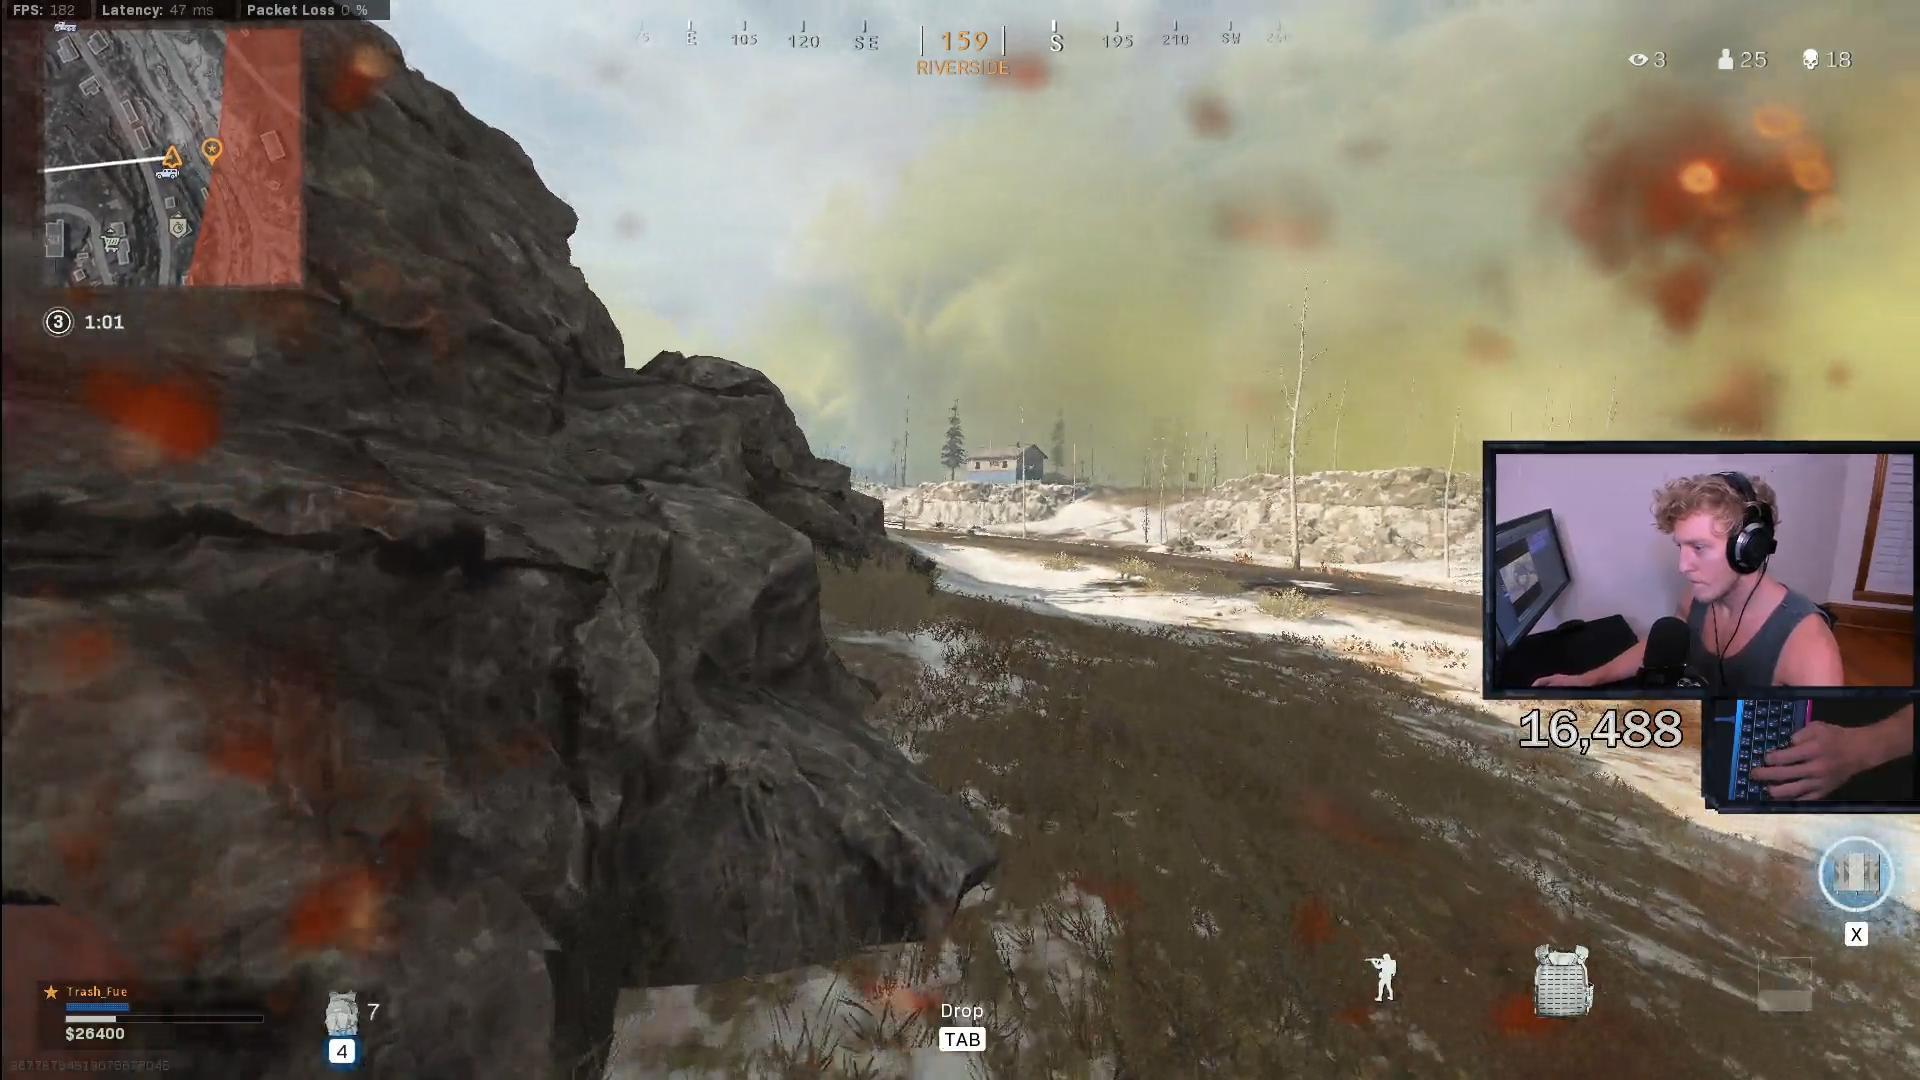 FPS: 182 Latency: 47 ms Packet Loss 0 %
E 105 120 SE 159 S 195 210 SW
RIVERSIDE
3 25 18
3 1:01
16,488
X
Trash_Fue
$26400
7
4
Drop
TAB